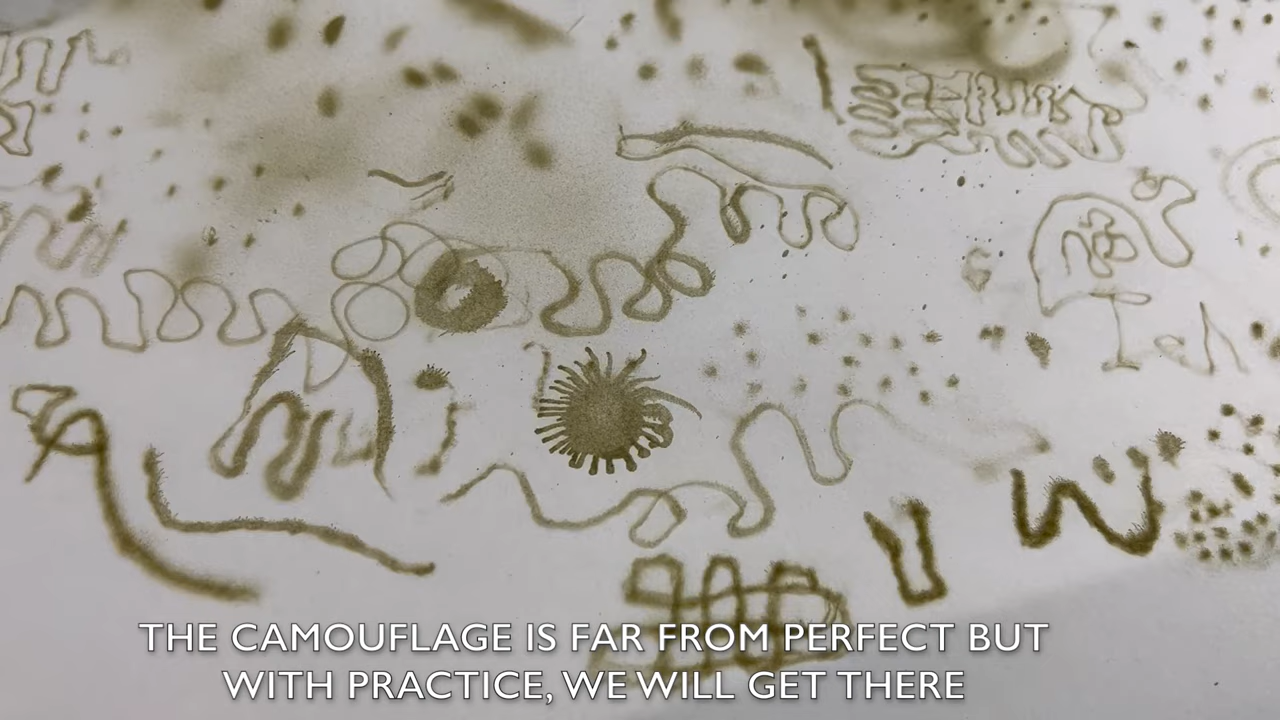 THE CAMOUFLAGE IS FAR FROM PERFECT BUT
WITH PRACTICE, WE WILL GET THERE